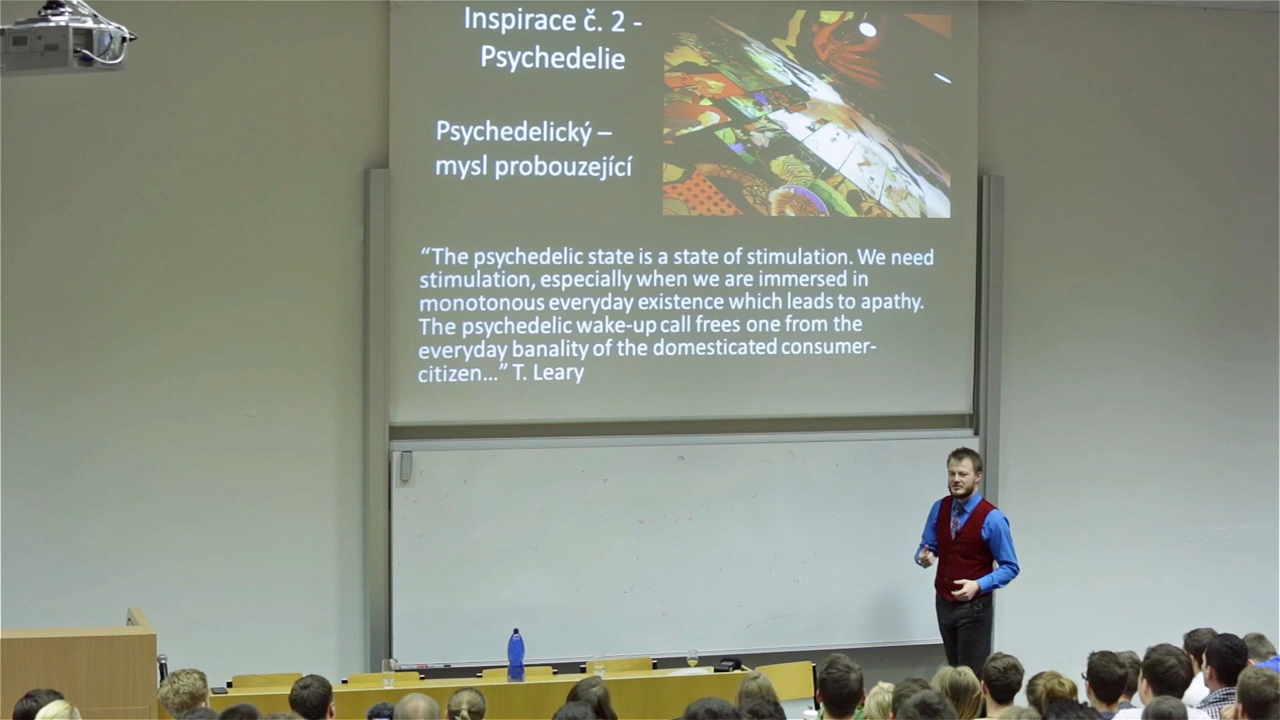 Inspirace č. 2 -
Psychedelie
Psychedelický –
mysl probouzející
“The psychedelic state is a state of stimulation. We need
stimulation, especially when we are immersed in
monotonous everyday existence which leads to apathy.
The psychedelic wake-up call frees one from the
everyday banality of the domesticated consumer-
citizen…” T. Leary